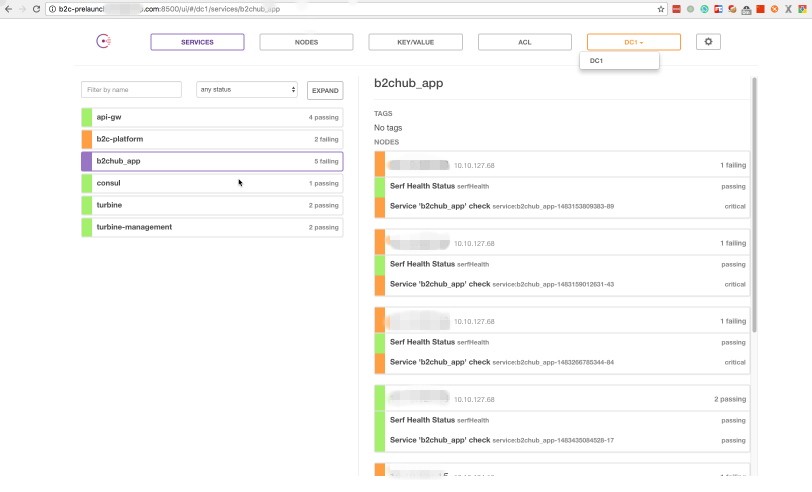 b2c-prelaunc .com:8500/ui/#/dc1/services/b2chub_app
SERVICES NODES KEY/VALUE ACL DC1
DC1
Filter by name any status EXPAND
api-gw 4 passing
b2c-platform 2 failing
b2chub_app 5 failing
consul 1 passing
turbine 2 passing
turbine-management 2 passing
b2chub_app
TAGS
No tags
NODES
10.10.127.68 1 failing
Serf Health Status serfHealth passing
Service 'b2chub_app' check service:b2chub_app-1483153809383-89 critical
10.10.127.68 1 failing
Serf Health Status serfHealth passing
Service 'b2chub_app' check service:b2chub_app-1483159012631-43 critical
10.10.127.68 1 failing
Serf Health Status serfHealth passing
Service 'b2chub_app' check service:b2chub_app-1483266785344-84 critical
10.10.127.68 2 passing
Serf Health Status serfHealth passing
Service 'b2chub_app' check service:b2chub_app-1483435084528-17 passing